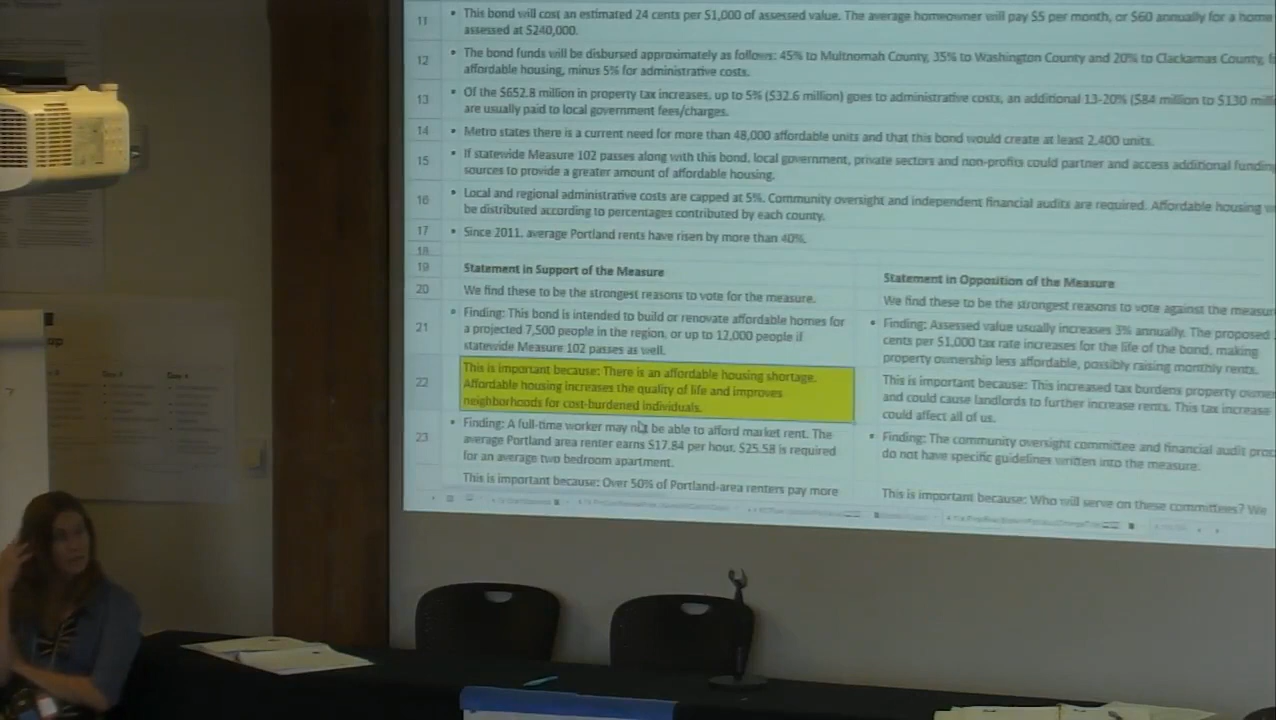 11 • This bond will cost an estimated 24 cents per $1,000 of assessed value. The average homeowner will pay $5 per month, or $60 annually for a home
assessed at $240,000.
12 • The bond funds will be disbursed approximately as follows: 45% to Multnomah County, 35% to Washington County and 20% to Clackamas County,
affordable housing, minus 5% for administrative costs.
13 • Of the $652.8 million in property tax increases, up to 5% ($32.6 million) goes to administrative costs, an additional 13-20% ($84 million to $130
are usually paid to local government fees/charges.
14 • Metro states there is a current need for more than 48,000 affordable units and that this bond would create at least 2,400 units.
15 • If statewide Measure 102 passes along with this bond, local government, private sectors and non-profits could partner and access additional funding
sources to provide a greater amount of affordable housing.
16 • Local and regional administrative costs are capped at 5%. Community oversight and independent financial audits are required. Affordable housing
be distributed according to percentages contributed by each county.
17 • Since 2011, average Portland rents have risen by more than 40%.
18
19 Statement in Support of the Measure
20 We find these to be the strongest reasons to vote for the measure.
21 • Finding: This bond is intended to build or renovate affordable homes for
a projected 7,500 people in the region, or up to 12,000 people if
statewide Measure 102 passes as well.
22 This is important because: There is an affordable housing shortage.
Affordable housing increases the quality of life and improves
neighborhoods for cost-burdened individuals.
23 • Finding: A full-time worker may not be able to afford market rent. The
average Portland area renter earns $17.84 per hour, $25.58 is required
for an average two bedroom apartment.
This is important because: Over 50% of Portland-area renters pay more
Statement in Opposition of the Measure
We find these to be the strongest reasons to vote against the
• Finding: Assessed value usually increases 3% annually. The proposed
cents per $1,000 tax rate increases for the life of the bond, making
property ownership less affordable, possibly raising monthly rents.
This is important because: This increased tax burdens property
and could cause landlords to further increase rents. This tax increase
could affect all of us.
• Finding: The community oversight committee and financial audit
do not have specific guidelines written into the measure.
This is important because: Who will serve on these committees? We